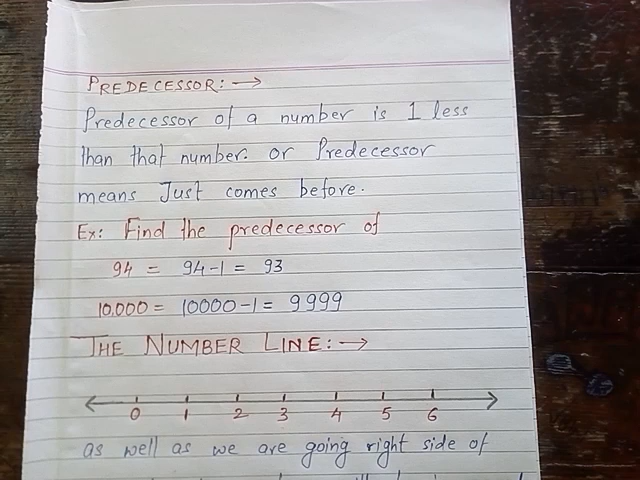 PREDECESSOR: →
Predecessor of a number is 1 less
than that number. or Predecessor
means Just comes before.
Ex: Find the predecessor of
94 = 94-1 = 93
10,000 = 10000-1 = 9999
THE NUMBER LINE: →
0 1 2 3 4 5 6
as well as we are going right side of